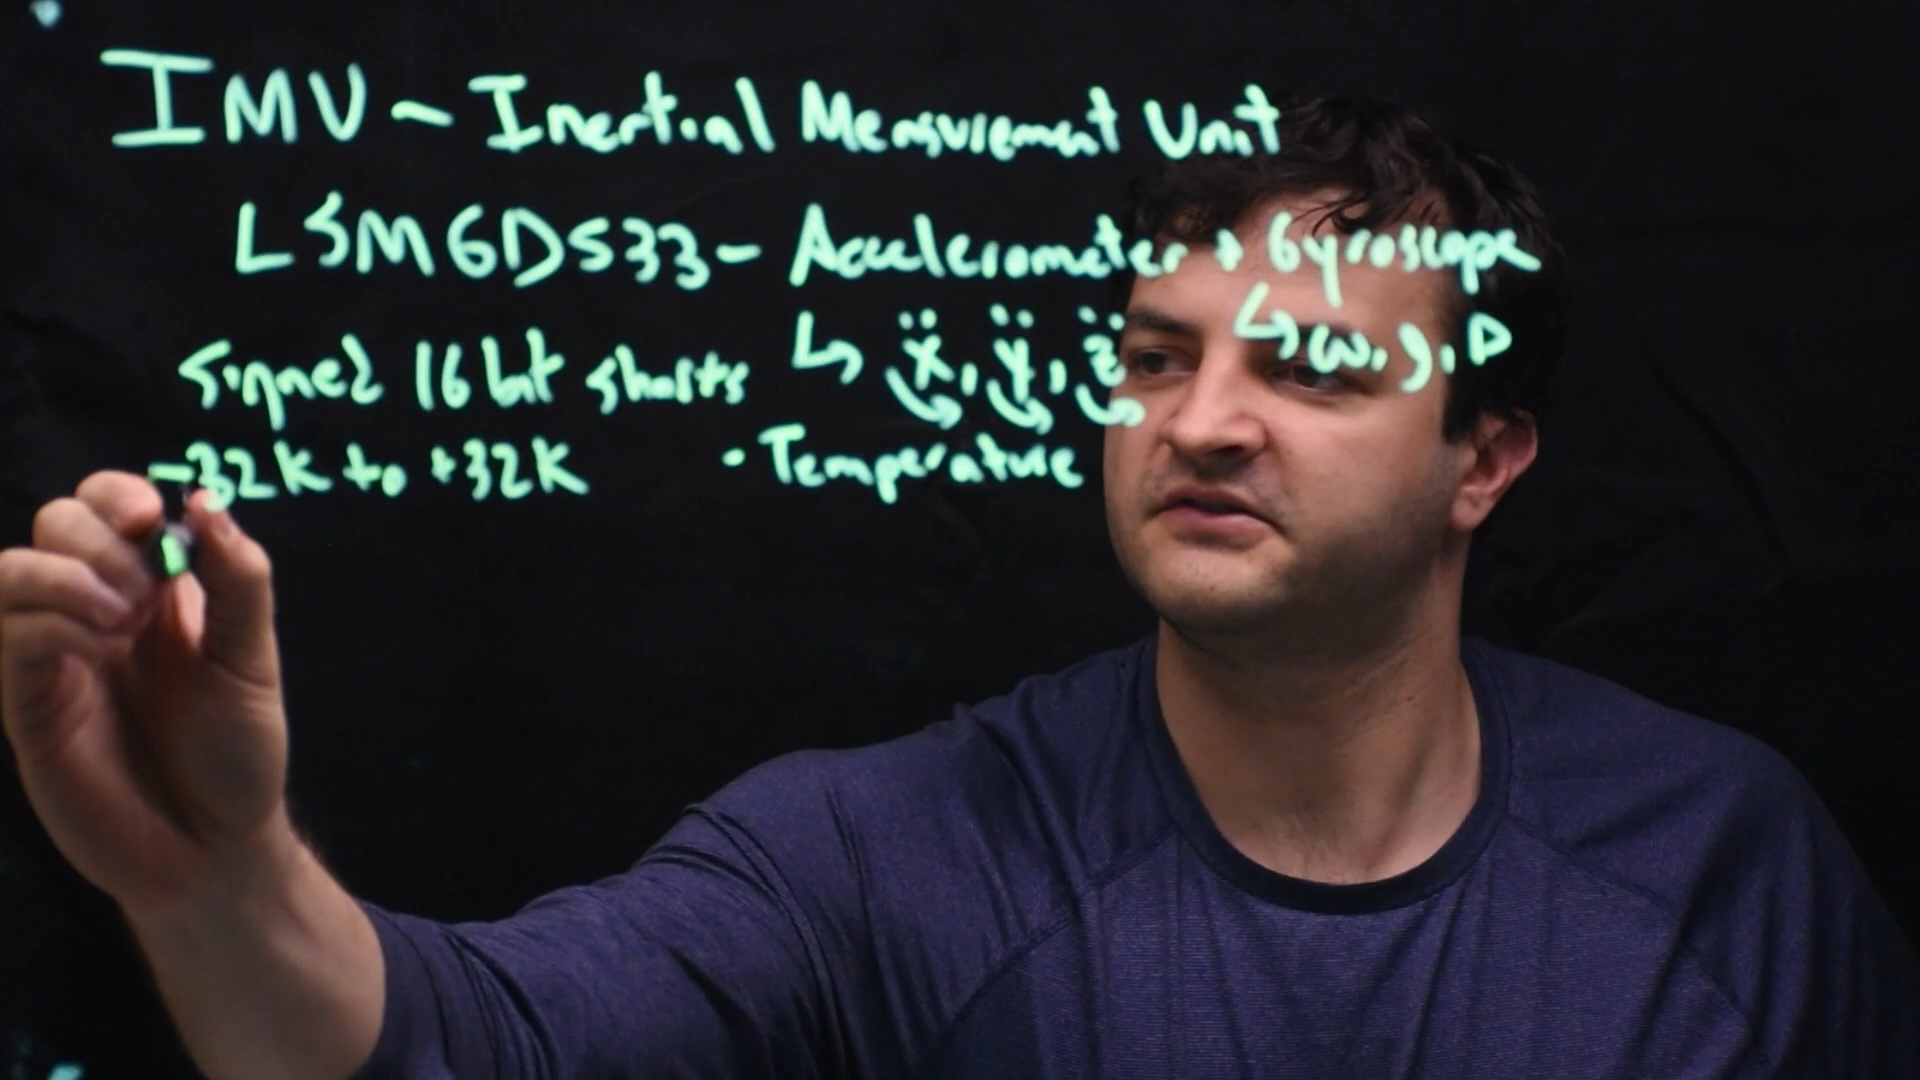 IMU - Inertial Measurement Unit
LSM6DS33 - Accelerometer + Gyroscope
Signed 16 bit shorts ↳ ẍ, ÿ, z̈ ↳ ω,
-32K to +32K · Temperature